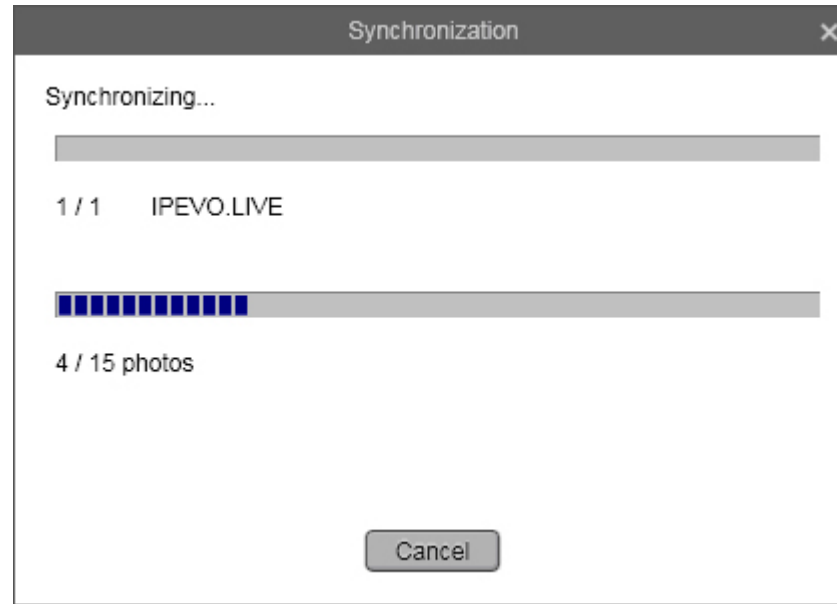 Synchronization
Synchronizing...
1 / 1 IPEVO.LIVE
4 / 15 photos
Cancel